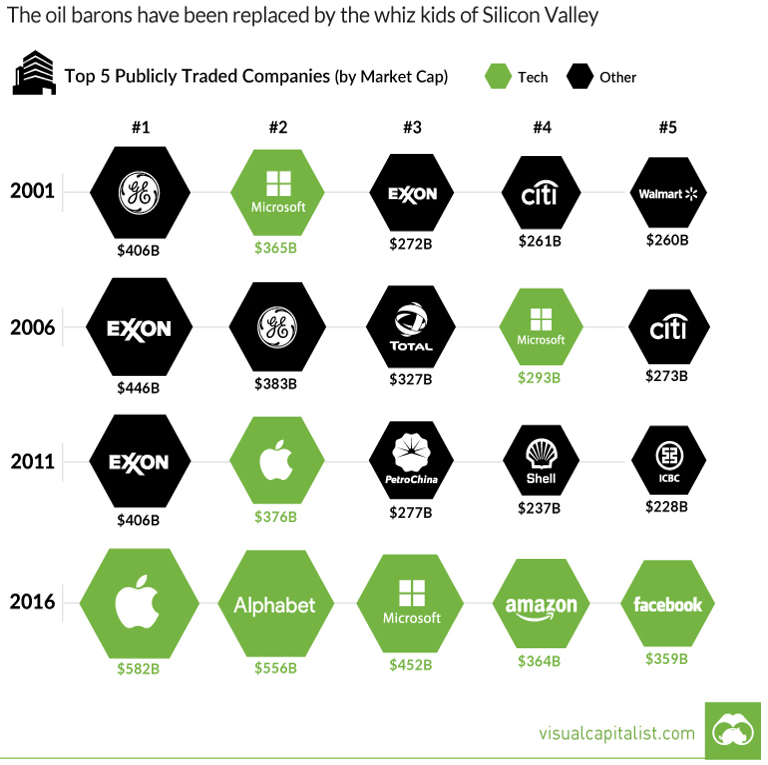 The oil barons have been replaced by the whiz kids of Silicon Valley
Top 5 Publicly Traded Companies (by Market Cap)
Tech
Other
#1 #2 #3 #4 #5
2001
GE
Microsoft
EXXON
citi
Walmart
$406B $365B $272B $261B $260B
2006
EXXON
GE
TOTAL
Microsoft
citi
$446B $383B $327B $293B $273B
2011
EXXON
PetroChina
Shell
ICBC
$406B $376B $277B $237B $228B
2016
Alphabet
Microsoft
amazon
facebook
$582B $556B $452B $364B $359B
visualcapitalist.com